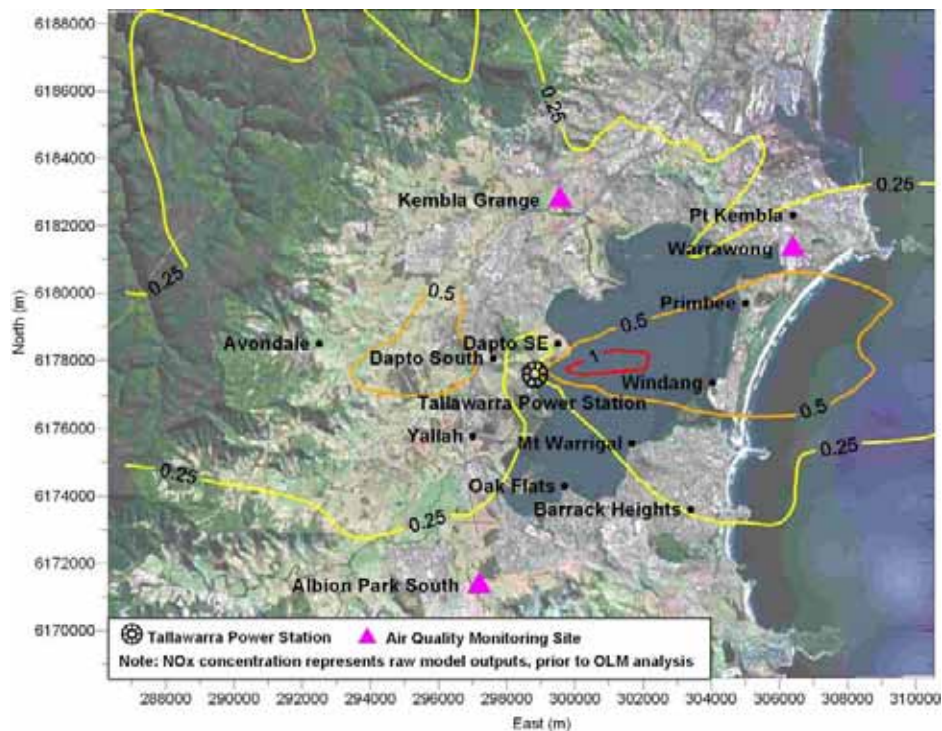 6188000
6186000
6184000
6182000
6180000
6178000
6176000
6174000
6172000
6170000
North (m)
0.25
0.25
0.25
Kembla Grange
Pt Kembla
Warrawong
0.25
0.5
0.5
Primbee
Avondale
Dapto SE
1
Dapto South
Windang
Tallawarra Power Station
0.5
Yallah
Mt Warrigal
0.25
0.25
Oak Flats
0.25
Barrack Heights
Albion Park South
Tallawarra Power Station
Air Quality Monitoring Site
Note: NOx concentration represents raw model outputs, prior to OLM analysis
288000 290000 292000 294000 296000 298000 300000 302000 304000 306000 308000 310000
East (m)